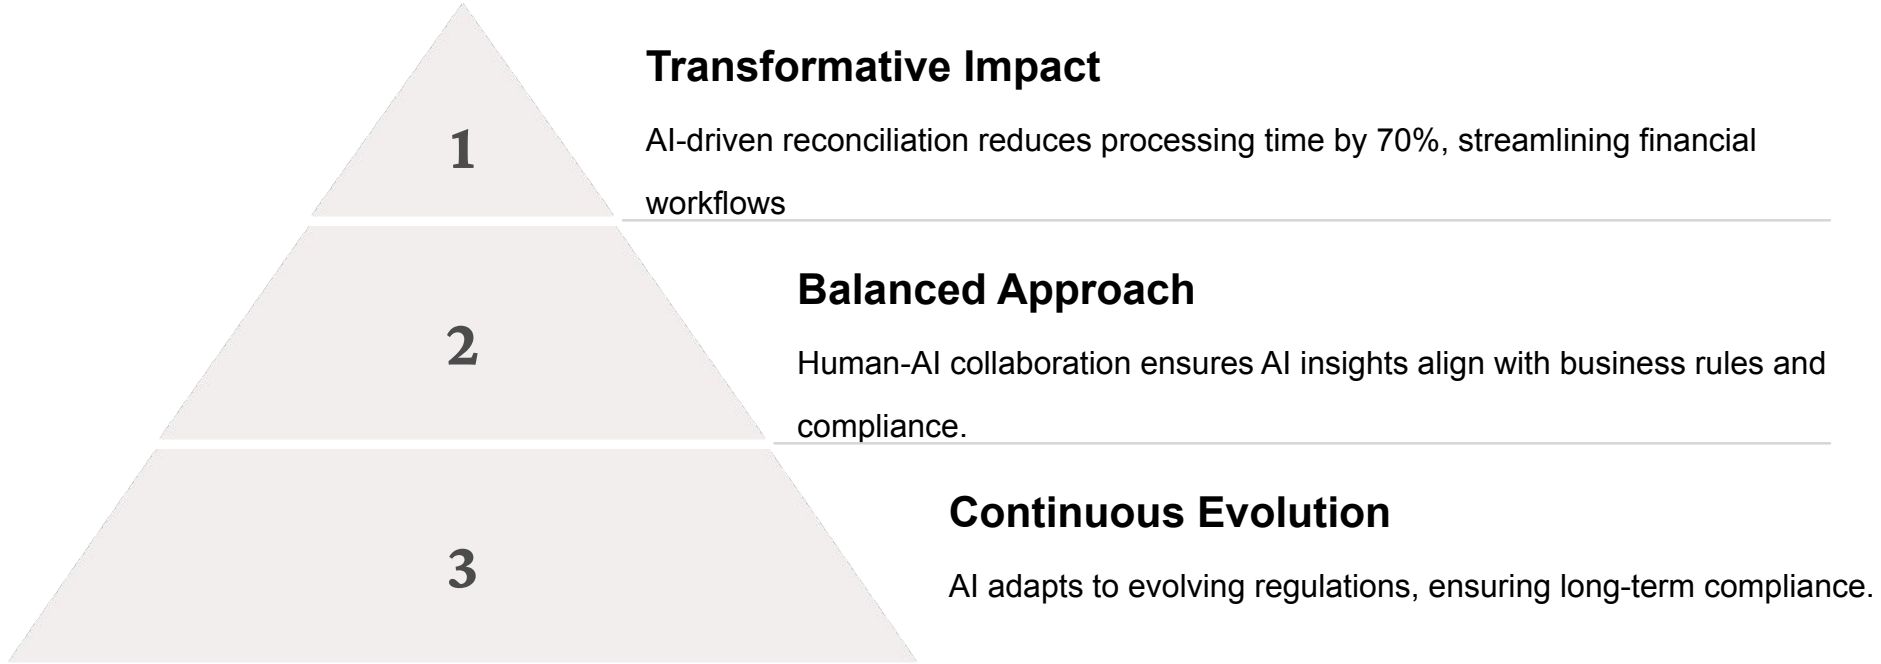 1
Transformative Impact
AI-driven reconciliation reduces processing time by 70%, streamlining financial
workflows
2
Balanced Approach
Human-AI collaboration ensures AI insights align with business rules and
compliance.
3
Continuous Evolution
AI adapts to evolving regulations, ensuring long-term compliance.